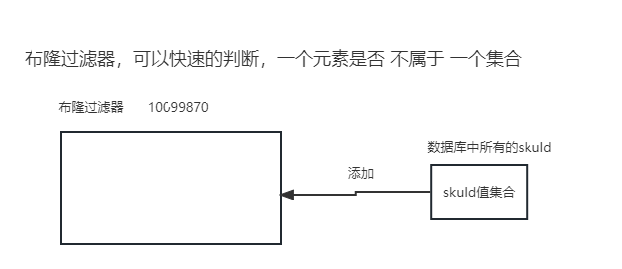 布隆过滤器，可以快速的判断，一个元素是否 不属于 一个集合
布隆过滤器 10099870
数据库中所有的skuId
添加
skuId值集合